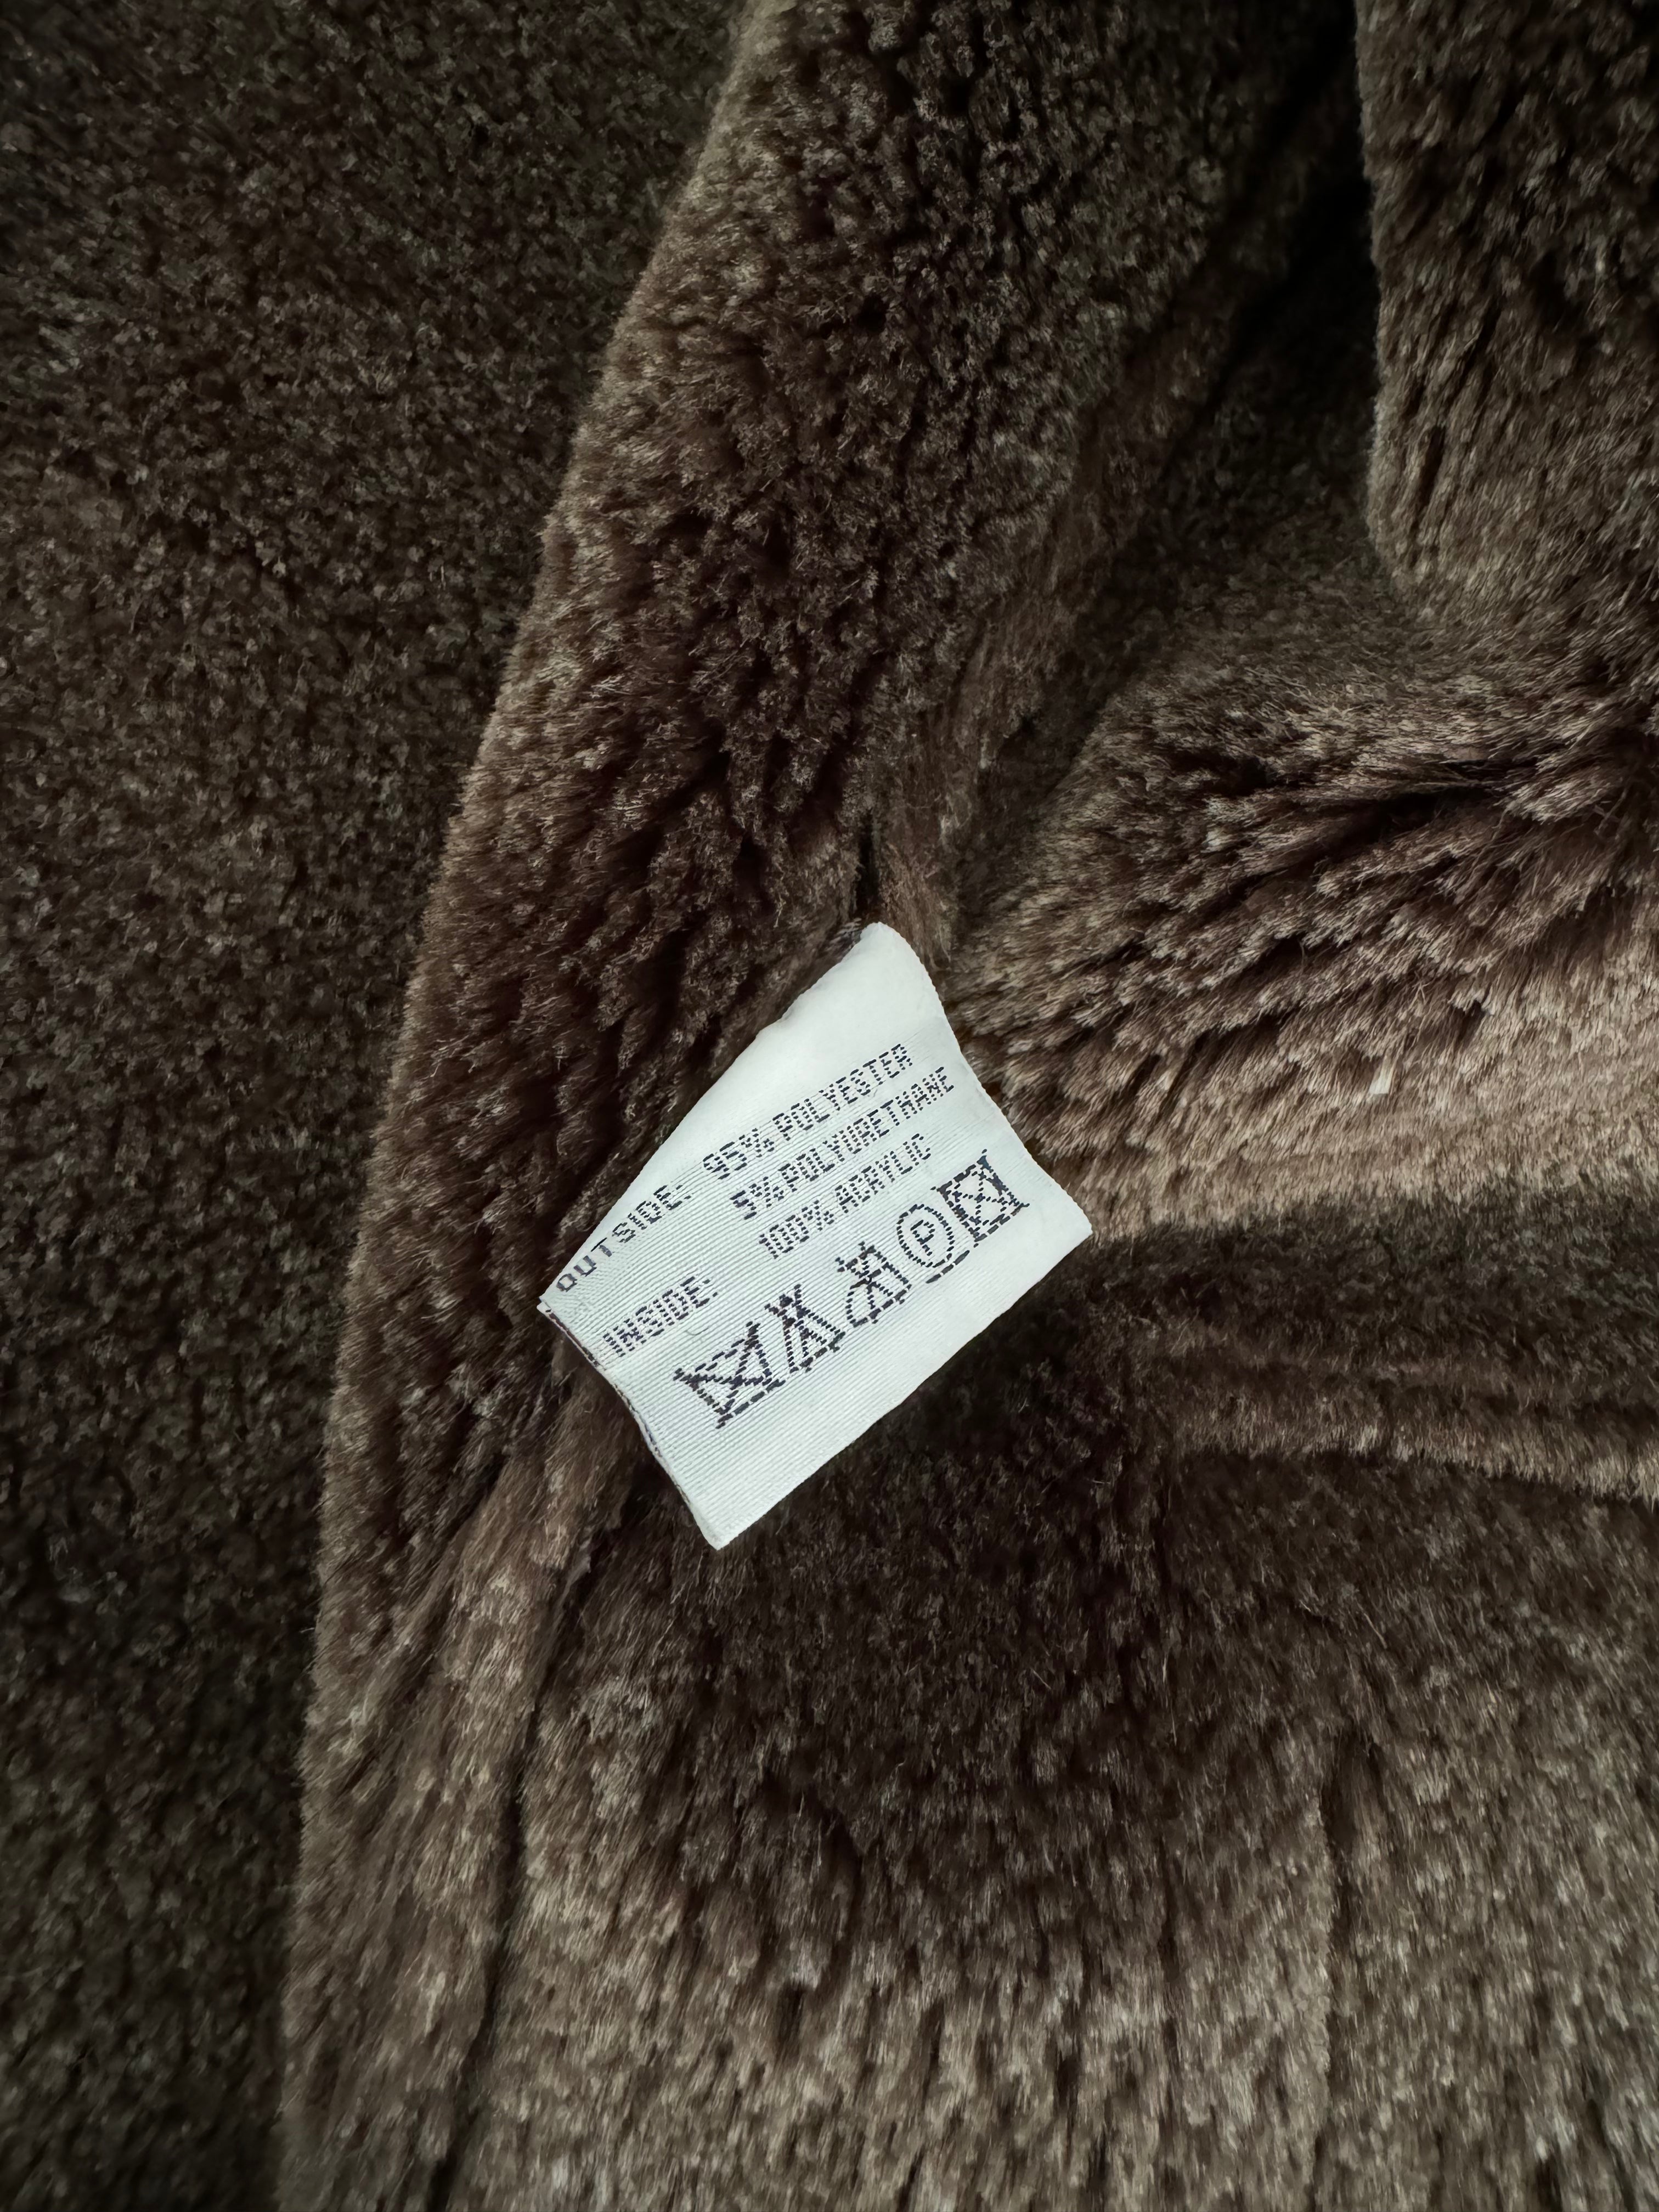 OUTSIDE: 95% POLYESTER
5% POLYURETHANE
INSIDE: 100% ACRYLIC
P